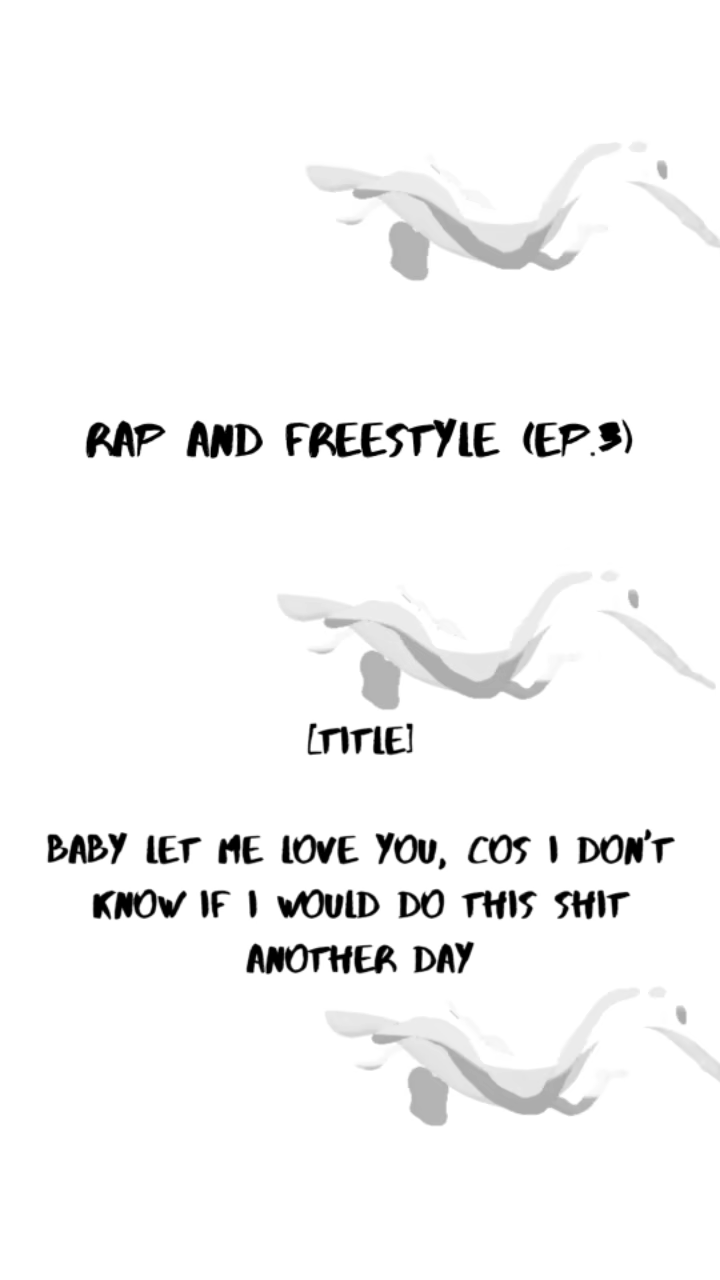 RAP AND FREESTYLE (EP.3)
[TITLE]
BABY LET ME LOVE YOU, COS I DON'T
KNOW IF I WOULD DO THIS SHIT
ANOTHER DAY